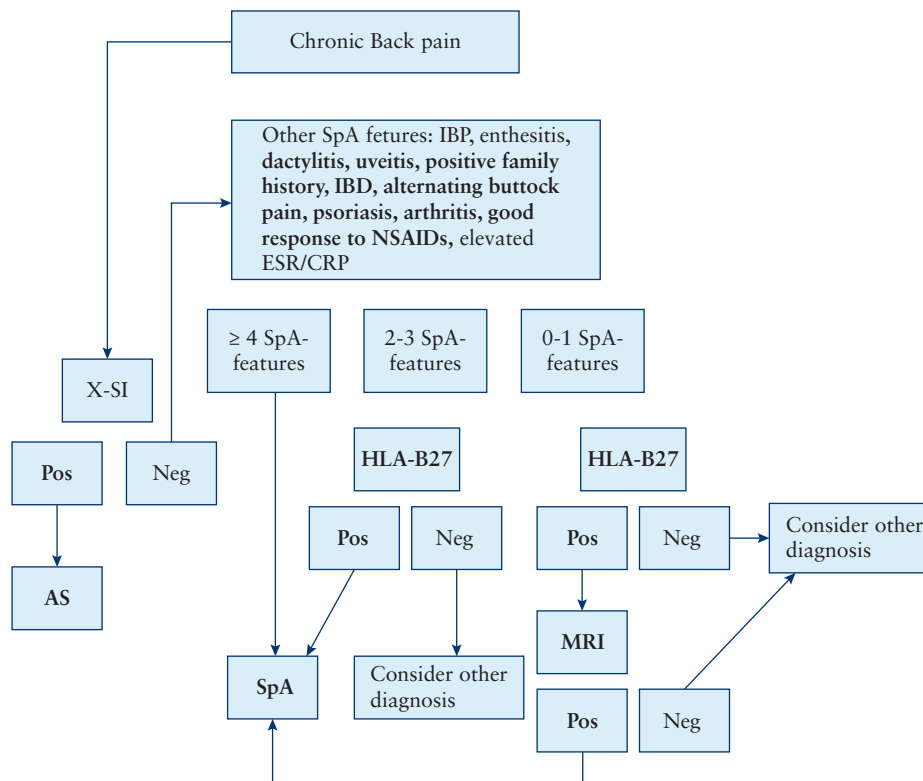 Chronic Back pain
Other SpA fetures: IBP, enthesitis,
dactylitis, uveitis, positive family
history, IBD, alternating buttock
pain, psoriasis, arthritis, good
response to NSAIDs, elevated
ESR/CRP
≥ 4 SpA-
features
2-3 SpA-
features
0-1 SpA-
features
X-SI
Pos
Neg
HLA-B27
HLA-B27
Pos
Neg
Pos
Neg
Consider other
diagnosis
AS
MRI
SpA
Consider other
diagnosis
Pos
Neg